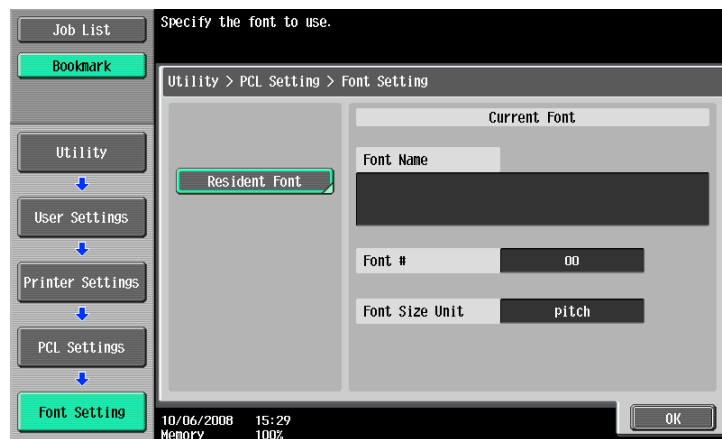 Job List
Bookmark
Utility
User Settings
Printer Settings
PCL Settings
Font Setting
Specify the font to use.
Utility > PCL Setting > Font Setting
Resident Font
Current Font
Font Name
Font # 00
Font Size Unit pitch
10/06/2008 15:29
Memory 100%
OK